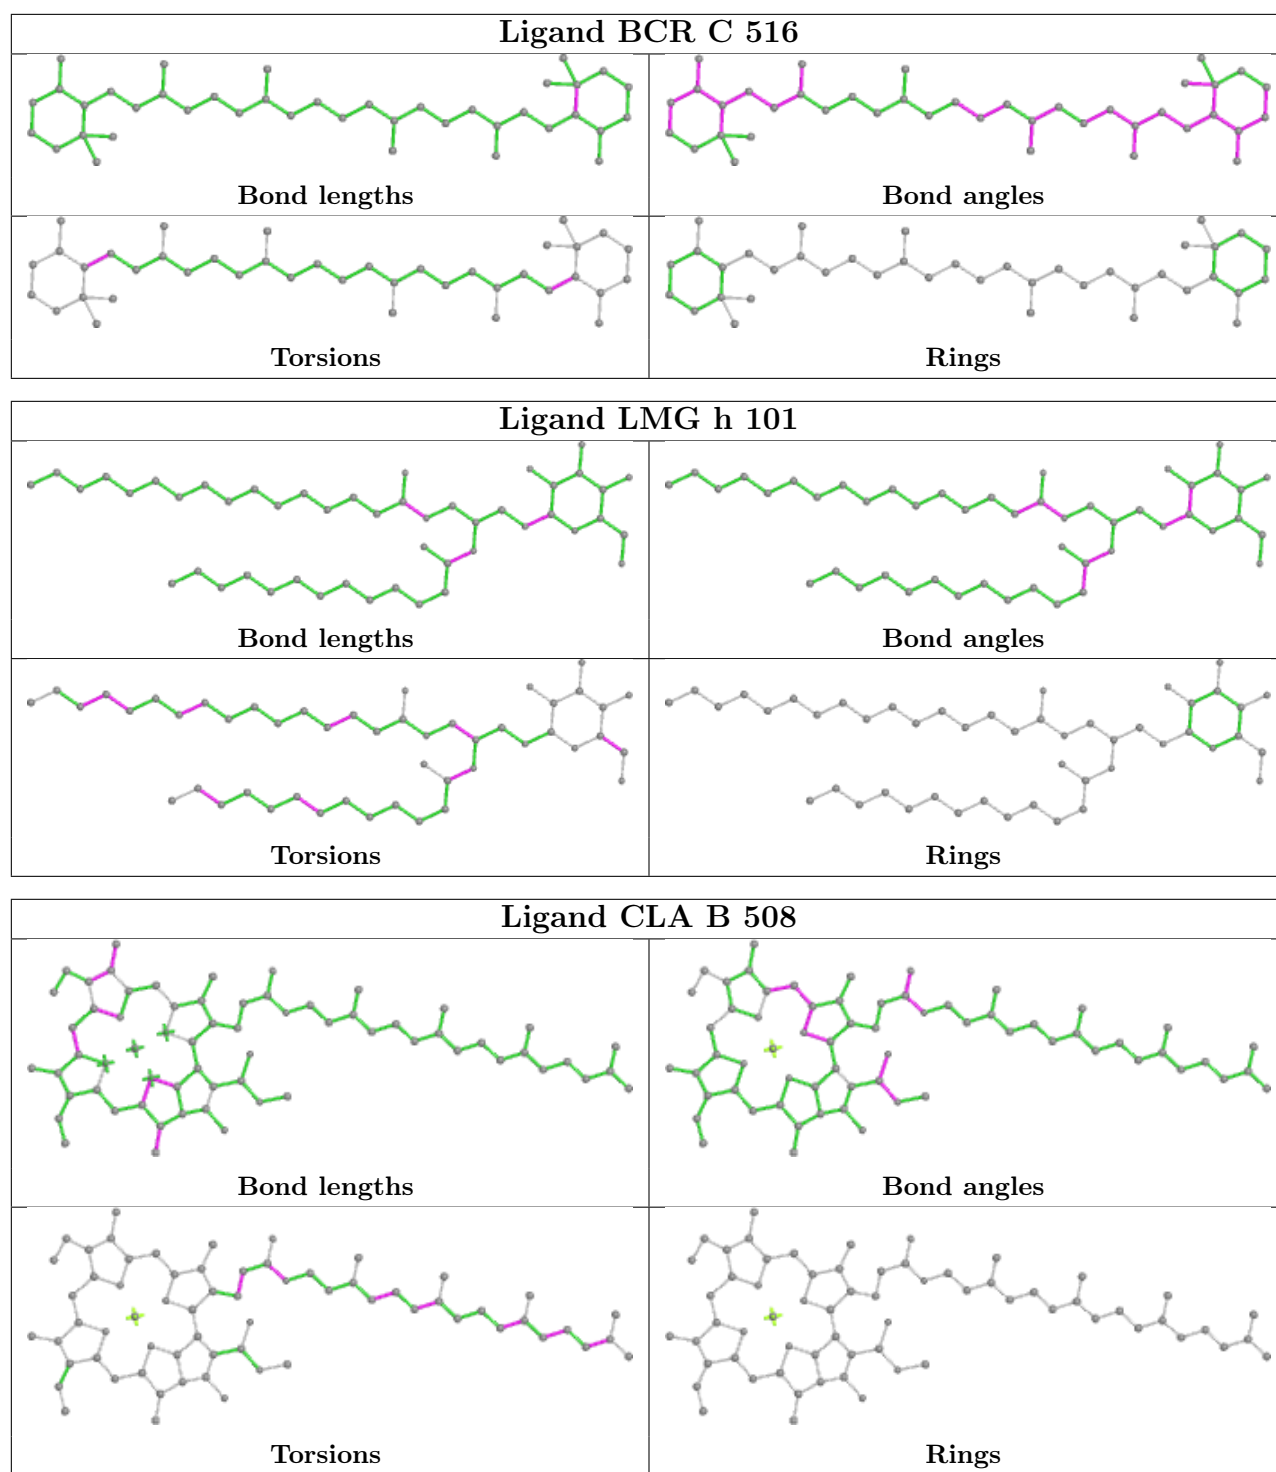 Ligand BCR C 516
Bond lengths
Bond angles
Torsions
Rings
Ligand LMG h 101
Bond lengths
Bond angles
Torsions
Rings
Ligand CLA B 508
Bond lengths
Bond angles
Torsions
Rings